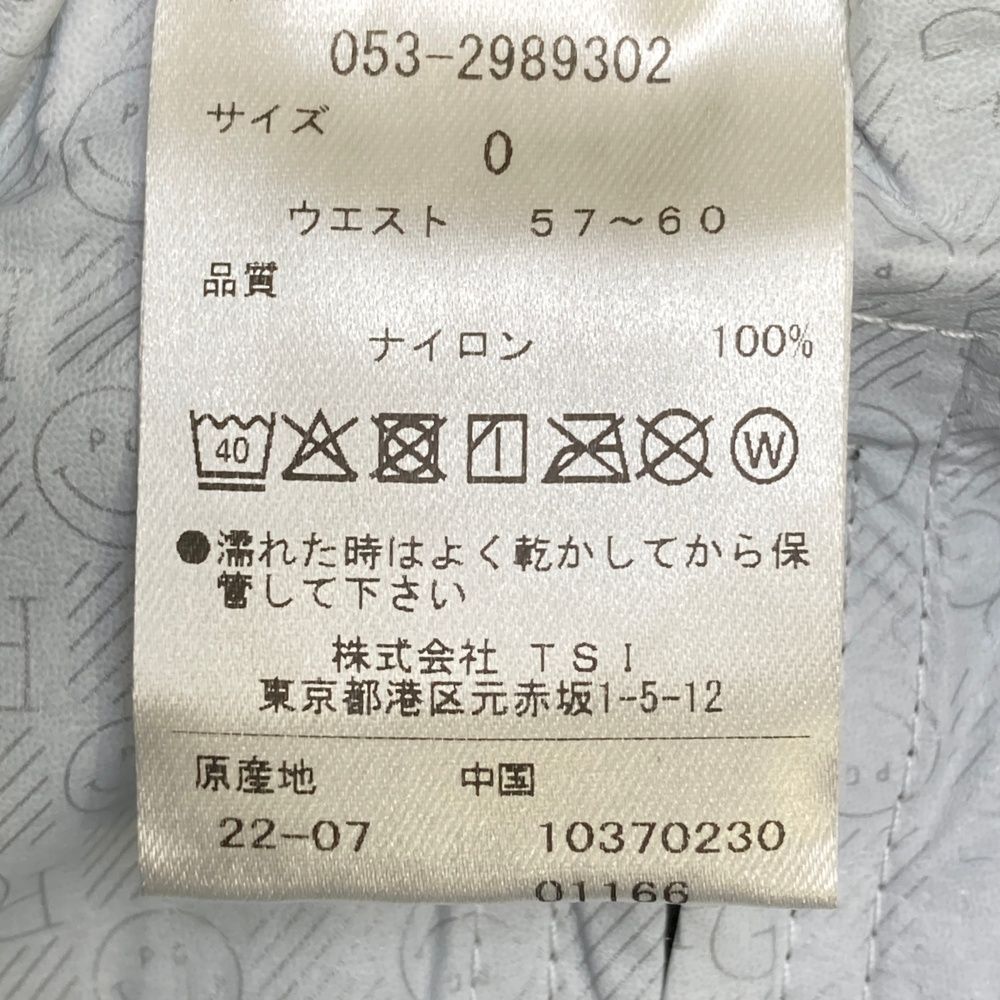 053-2989302
サイズ
0
ウエスト 57～60
品質
ナイロン 100%
40
W
●濡れた時はよく乾かしてから保
管して下さい
株式会社 TSI
東京都港区元赤坂1-5-12
原産地 中国
22-07 10370230
01166